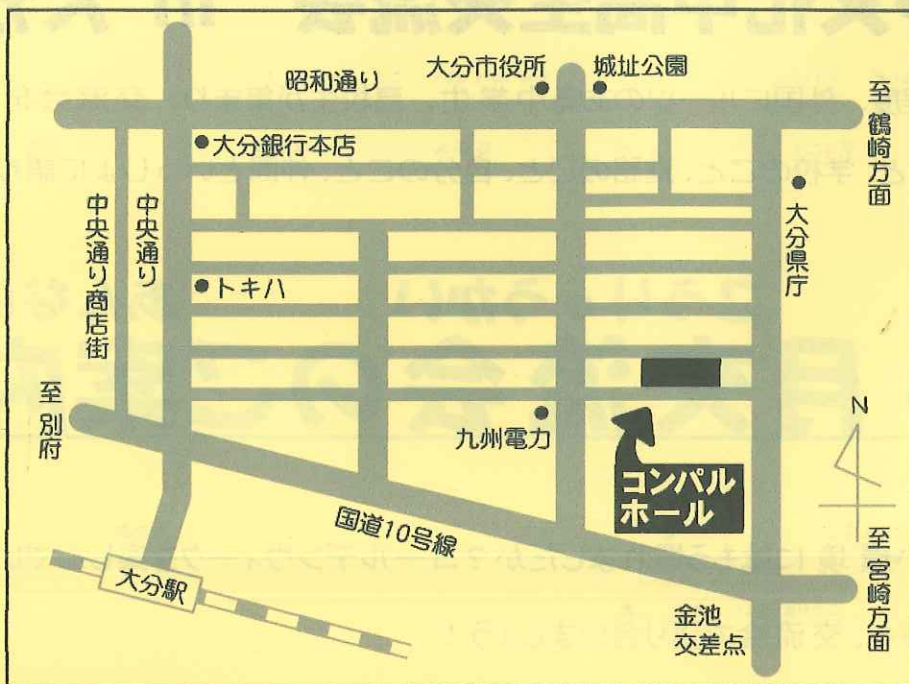 昭和通り
大分市役所
城址公園
至 鶴崎方面
大分銀行本店
大分県庁
中央通り
中央通り商店街
トキハ
至 別府
九州電力
コンパル
ホール
N
国道10号線
大分駅
金池
交差点
至 宮崎方面